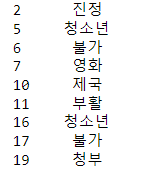 2 진정
5 청소년
6 불가
7 영화
10 제국
11 부활
16 청소년
17 불가
19 청부